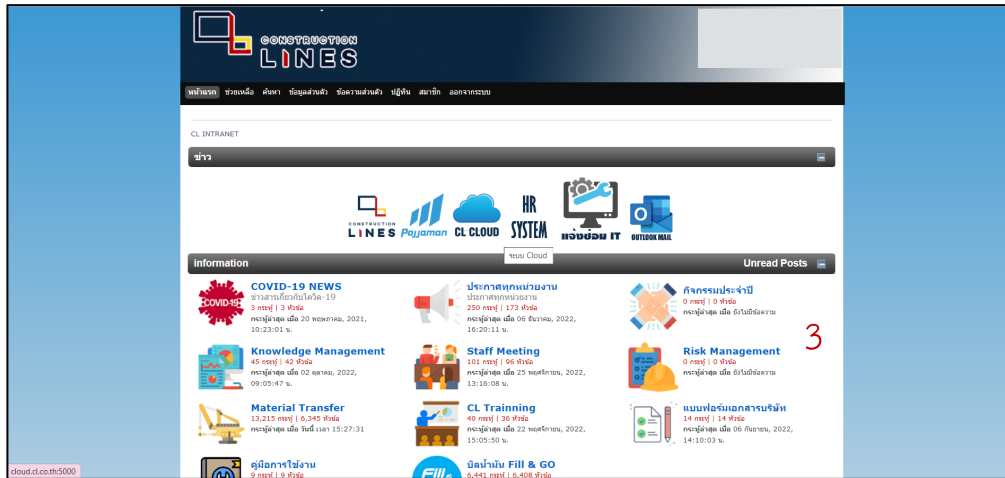 CONSTRUCTION
LINES
หน้าแรก ช่วยเหลือ ค้นหา ข้อมูลส่วนตัว ข้อความส่วนตัว ปฏิทิน สมาชิก ออกจากระบบ
CL INTRANET
ข่าว
CONSTRUCTION
LINES
Pojjaman
CL CLOUD
HR
SYSTEM
แจ้งซ่อม IT
OUTLOOK MAIL
ระบบ Cloud
information
Unread Posts
COVID-19
COVID-19 NEWS
ข่าวสารเกี่ยวกับโควิด-19
3 กระทู้ | 3 หัวข้อ
กระทู้ล่าสุด เมื่อ 20 พฤษภาคม, 2021,
10:23:01 น.
ประกาศทุกหน่วยงาน
ประกาศทุกหน่วยงาน
250 กระทู้ | 173 หัวข้อ
กระทู้ล่าสุด เมื่อ 06 ธันวาคม, 2022,
16:20:11 น.
กิจกรรมประจำปี
0 กระทู้ | 0 หัวข้อ
กระทู้ล่าสุด เมื่อ ยังไม่มีข้อความ
3
Knowledge Management
45 กระทู้ | 42 หัวข้อ
กระทู้ล่าสุด เมื่อ 02 ตุลาคม, 2022,
09:05:47 น.
Staff Meeting
101 กระทู้ | 96 หัวข้อ
กระทู้ล่าสุด เมื่อ 25 พฤศจิกายน, 2022,
13:16:08 น.
Risk Management
0 กระทู้ | 0 หัวข้อ
กระทู้ล่าสุด เมื่อ ยังไม่มีข้อความ
Material Transfer
13,215 กระทู้ | 6,345 หัวข้อ
กระทู้ล่าสุด เมื่อ วันนี้ เวลา 15:27:31
CL Trainning
40 กระทู้ | 36 หัวข้อ
กระทู้ล่าสุด เมื่อ 22 พฤศจิกายน, 2022,
15:05:50 น.
แบบฟอร์มเอกสารบริษัท
14 กระทู้ | 14 หัวข้อ
กระทู้ล่าสุด เมื่อ 06 กันยายน, 2022,
14:10:03 น.
คู่มือการใช้งาน
9 กระทู้ | 9 หัวข้อ
Fill
บิลน้ำมัน Fill & GO
6,441 กระทู้ | 6,408 หัวข้อ
cloud.cl.co.th:5000